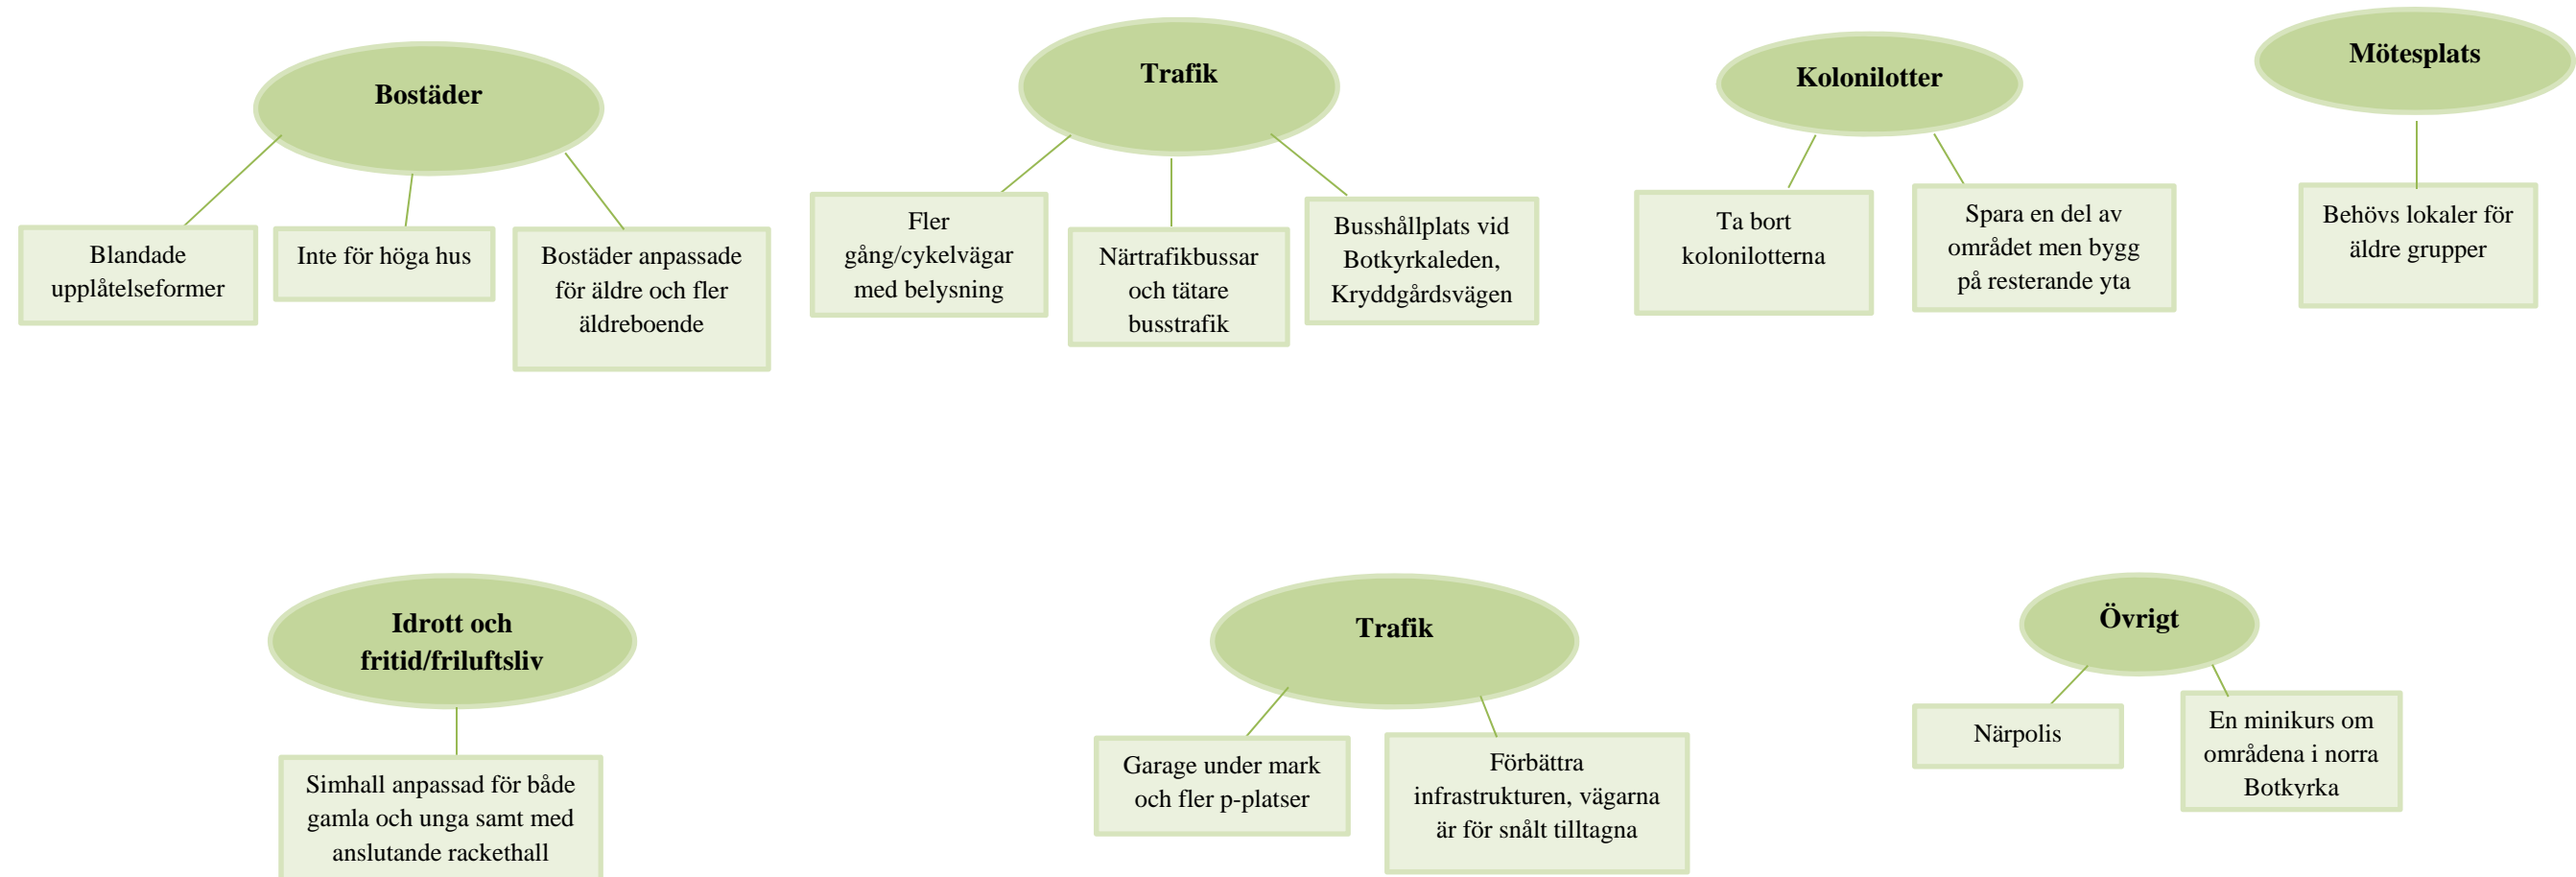 Bostäder
Blandade
upplåtelseformer
Inte för höga hus
Bostäder anpassade
för äldre och fler
äldreboende
Trafik
Fler
gång/cykelvägar
med belysning
Närtrafikbussar
och tätare
busstrafik
Busshållplats vid
Botkyrkaleden,
Kryddgårdsvägen
Kolonilotter
Ta bort
kolonilotterna
Spara en del av
området men bygg
på resterande yta
Mötesplats
Behövs lokaler för
äldre grupper
Idrott och
fritid/friluftsliv
Simhall anpassad för både
gamla och unga samt med
anslutande rackethall
Trafik
Garage under mark
och fler p-platser
Förbättra
infrastrukturen, vägarna
är för snålt tilltagna
Övrigt
Närpolis
En minikurs om
områdena i norra
Botkyrka